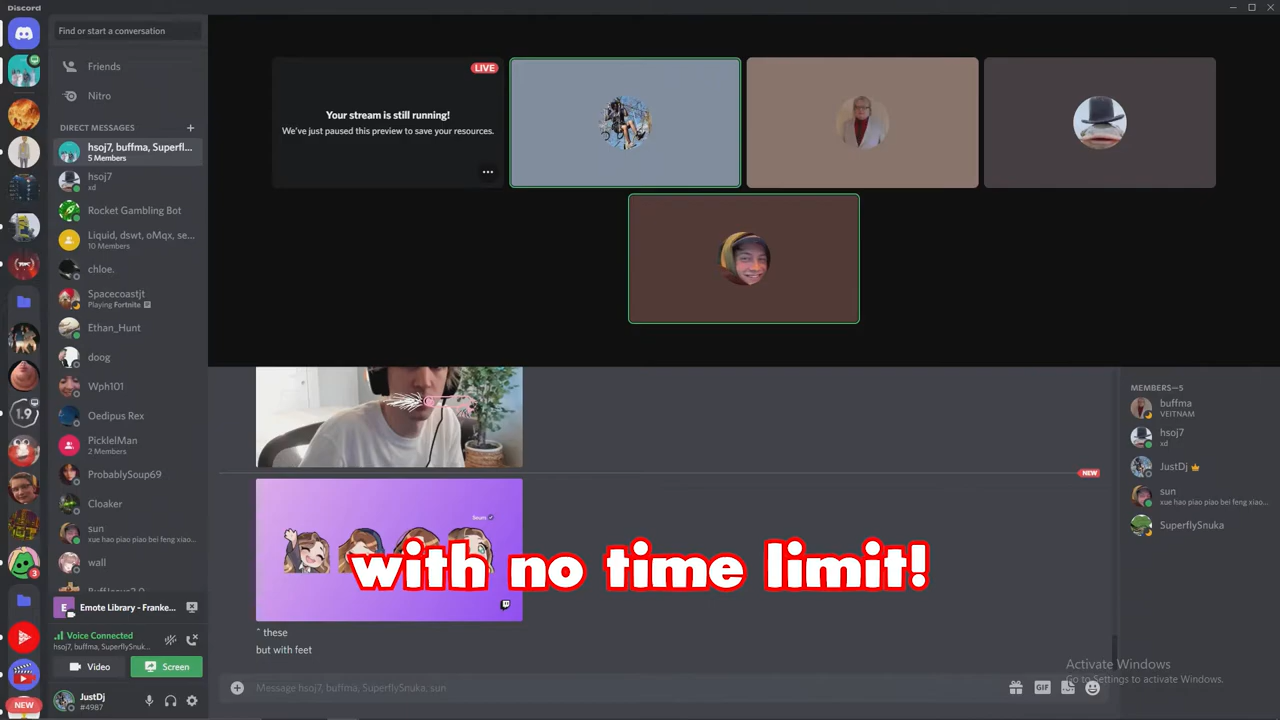 Discord
Find or start a conversation
Friends
Nitro
DIRECT MESSAGES
hsoj7, buffma, Superfl...
5 Members
hsoj7
xd
Rocket Gambling Bot
Liquid, dswt, oMqx, se...
10 Members
chloe.
Spacecoastjt
Playing Fortnite
Ethan_Hunt
doog
Wph101
Oedipus Rex
PicklelMan
2 Members
ProbablySoup69
Cloaker
sun
xue hao piao piao bei feng xiao...
wall
1.9
3
NEW
E
Emote Library - Franke...
Voice Connected
hsoj7, buffma, SuperflySnuk...
Video
Screen
JustDj
#4987
LIVE
Your stream is still running!
We've just paused this preview to save your resources.
NEW
with no time limit!
^ these
but with feet
Message hsoj7, buffma, SuperflySnuka, sun
GIF
MEMBERS—5
buffma
VEITNAM
hsoj7
xd
JustDj
sun
xue hao piao piao bei feng xiao...
SuperflySnuka
Activate Windows
Go to Settings to activate Windows.